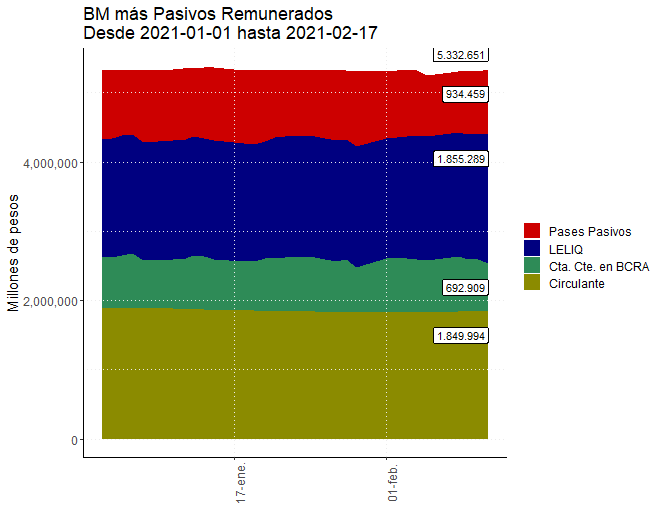 BM más Pasivos Remunerados
Desde 2021-01-01 hasta 2021-02-17
5.332.651
934.459
4,000,000
1.855.289
Millones de pesos
Pases Pasivos
LELIQ
Cta. Cte. en BCRA
Circulante
692.909
2,000,000
1.849.994
0
17-ene.
01-feb.